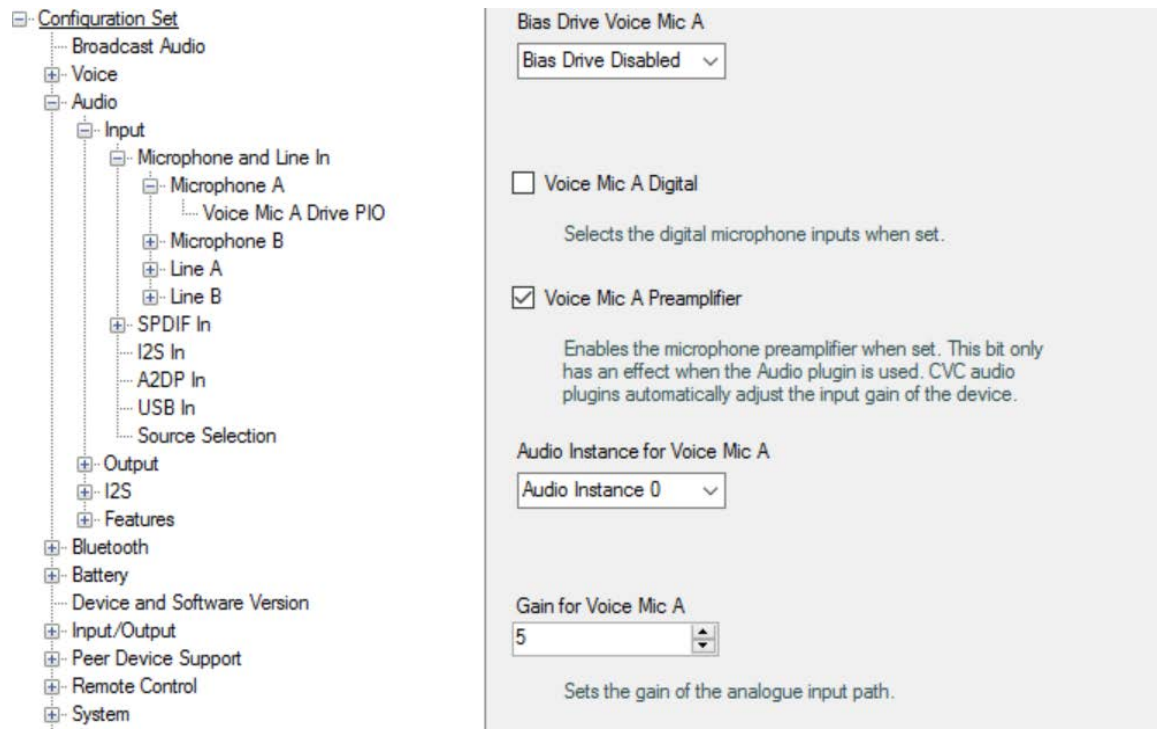 Configuration Set
Broadcast Audio
Voice
Audio
Input
Microphone and Line In
Microphone A
Voice Mic A Drive PIO
Microphone B
Line A
Line B
SPDIF In
I2S In
A2DP In
USB In
Source Selection
Output
I2S
Features
Bluetooth
Battery
Device and Software Version
Input/Output
Peer Device Support
Remote Control
System
Bias Drive Voice Mic A
Bias Drive Disabled
Voice Mic A Digital
Selects the digital microphone inputs when set.
Voice Mic A Preamplifier
Enables the microphone preamplifier when set. This bit only
has an effect when the Audio plugin is used. CVC audio
plugins automatically adjust the input gain of the device.
Audio Instance for Voice Mic A
Audio Instance 0
Gain for Voice Mic A
5
Sets the gain of the analogue input path.